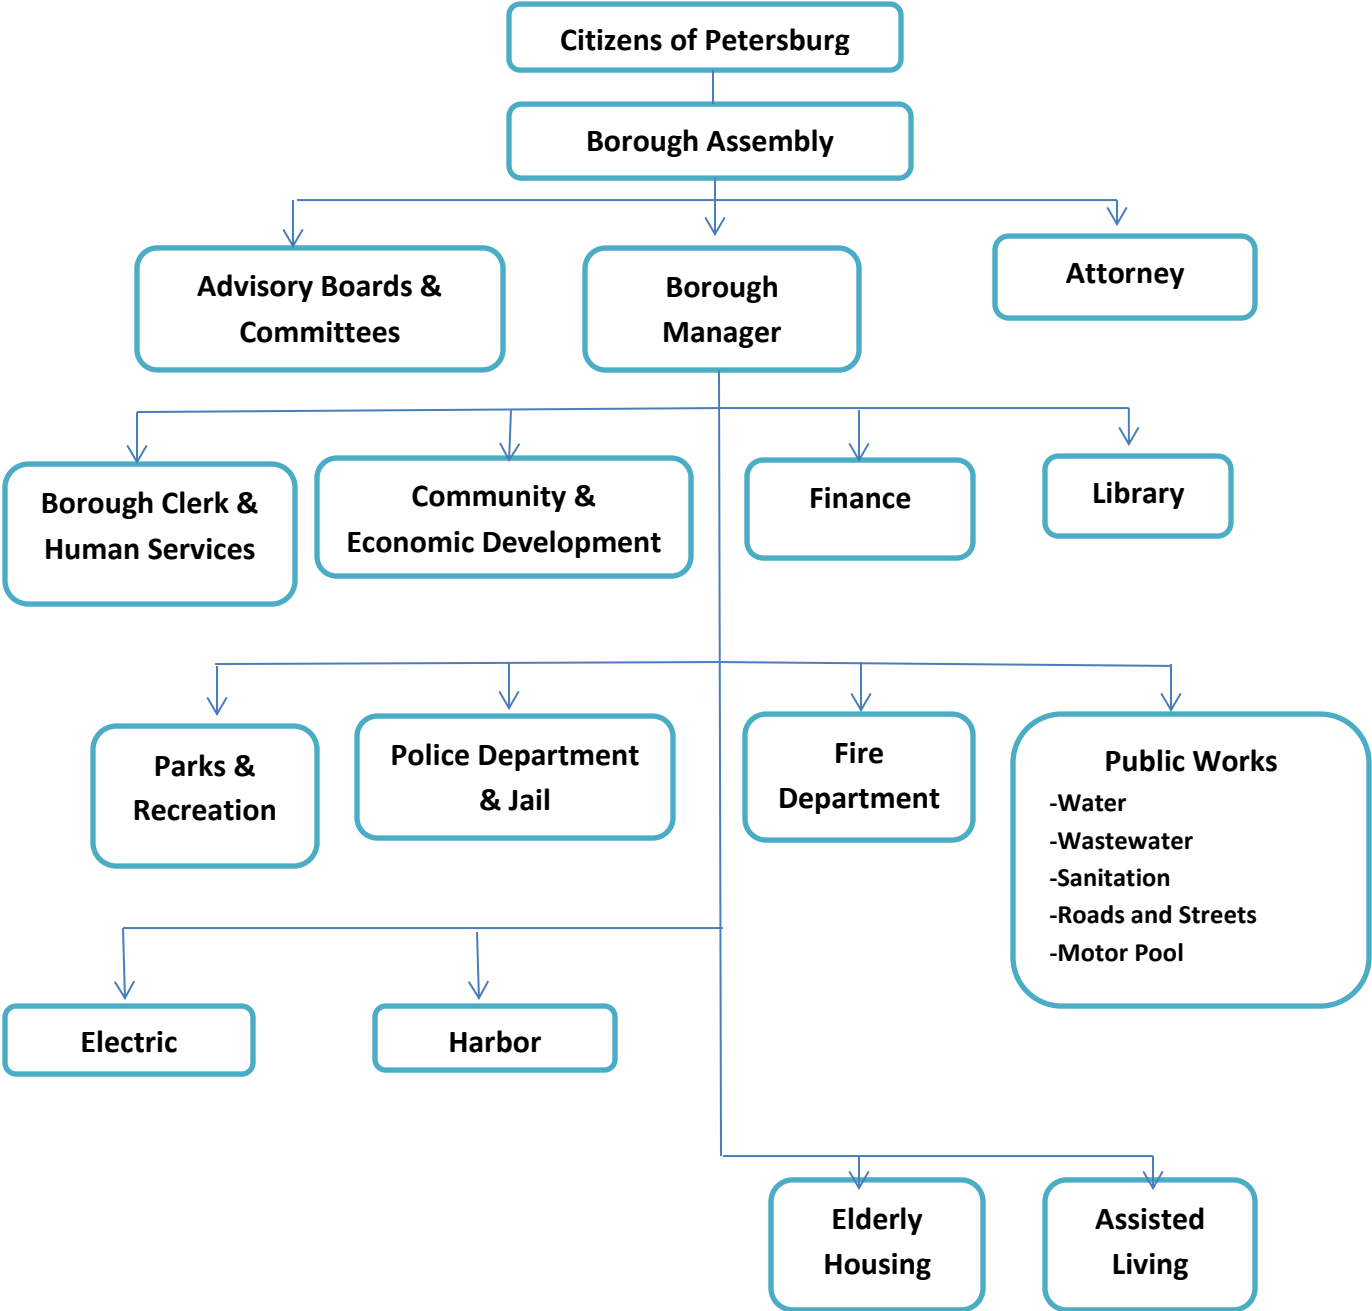 Citizens of Petersburg
Borough Assembly
Advisory Boards &
Committees
Borough
Manager
Attorney
Borough Clerk &
Human Services
Community &
Economic Development
Finance
Library
Parks &
Recreation
Police Department
& Jail
Fire
Department
Public Works
-Water
-Wastewater
-Sanitation
-Roads and Streets
-Motor Pool
Electric
Harbor
Elderly
Housing
Assisted
Living